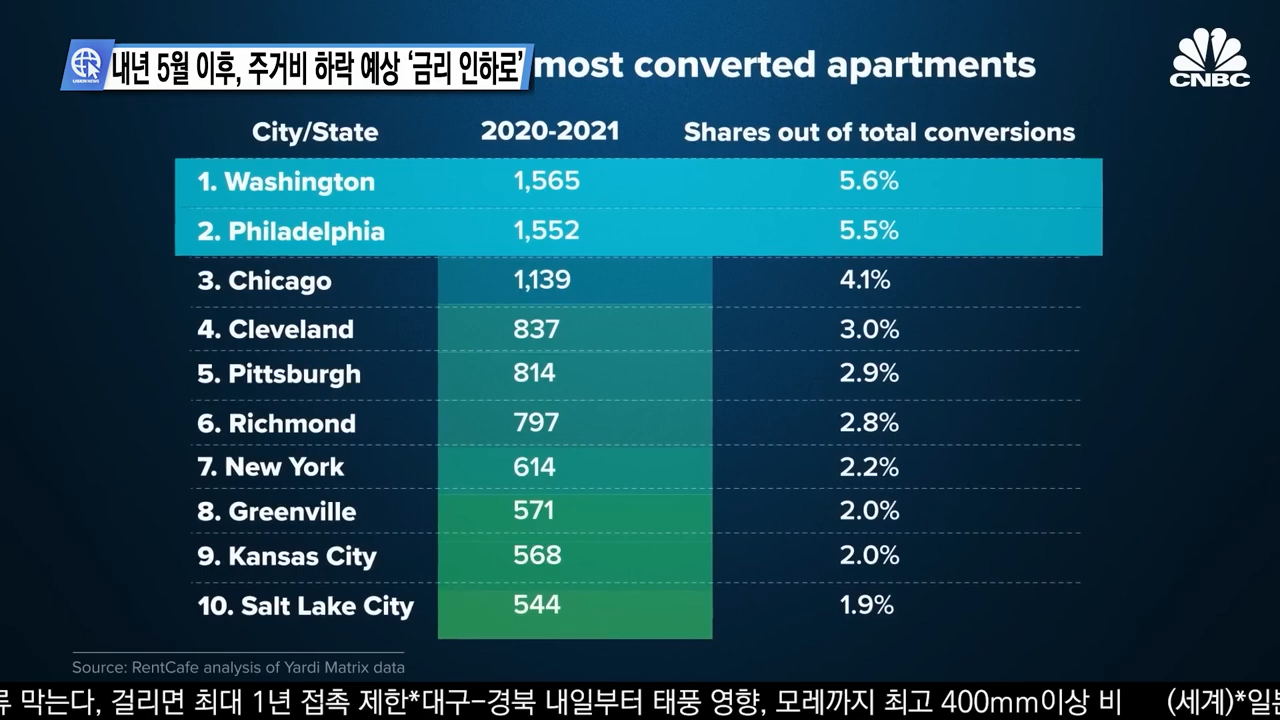 내년 5월 이후, 주거비 하락 예상 '금리 인하로'
most converted apartments
CNBC
City/State 2020-2021 Shares out of total conversions
1. Washington 1,565 5.6%
2. Philadelphia 1,552 5.5%
3. Chicago 1,139 4.1%
4. Cleveland 837 3.0%
5. Pittsburgh 814 2.9%
6. Richmond 797 2.8%
7. New York 614 2.2%
8. Greenville 571 2.0%
9. Kansas City 568 2.0%
10. Salt Lake City 544 1.9%
Source: RentCafe analysis of Yardi Matrix data
막는다, 걸리면 최대 1년 접촉 제한*대구-경북 내일부터 태풍 영향, 모레까지 최고 400mm이상 비 (세계)*일본